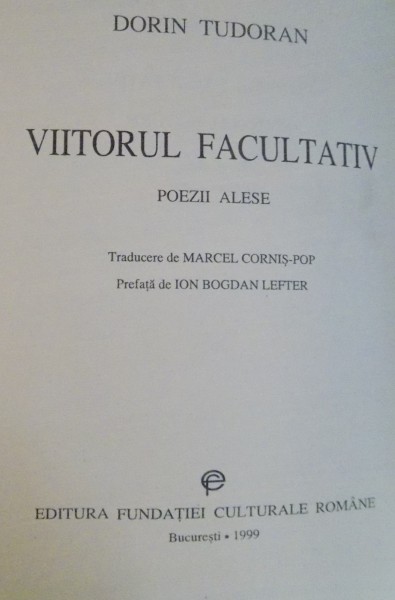 DORIN TUDORAN
VIITORUL FACULTATIV
POEZII ALESE
Traducere de MARCEL CORNIȘ-POP
Prefață de ION BOGDAN LEFTER
EDITURA FUNDAȚIEI CULTURALE ROMÂNE
București • 1999